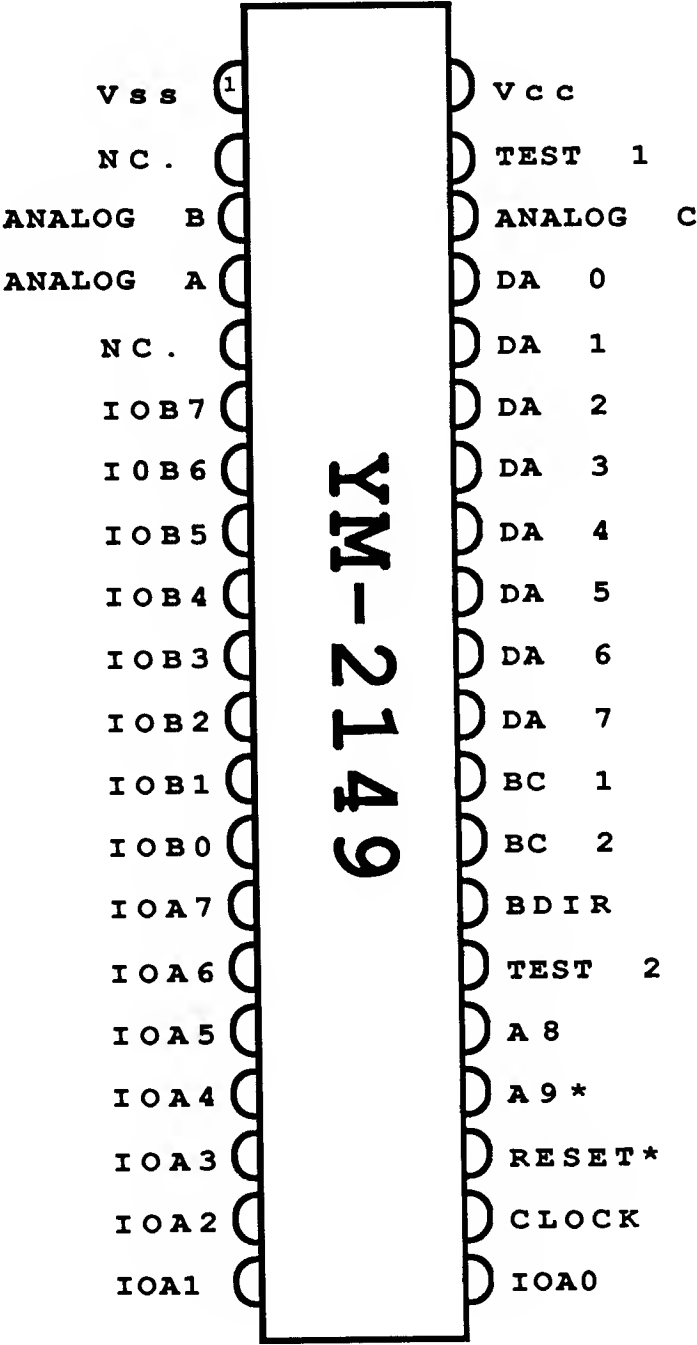 Vss 1 Vcc
NC. TEST 1
ANALOG B ANALOG C
ANALOG A DA 0
NC. DA 1
IOB7 DA 2
I0B6 DA 3
IOB5 DA 4
IOB4 DA 5
IOB3 DA 6
IOB2 DA 7
IOB1 BC 1
IOB0 BC 2
IOA7 BDIR
IOA6 TEST 2
IOA5 A8
IOA4 A9*
IOA3 RESET*
IOA2 CLOCK
IOA1 IOA0
YM-2149